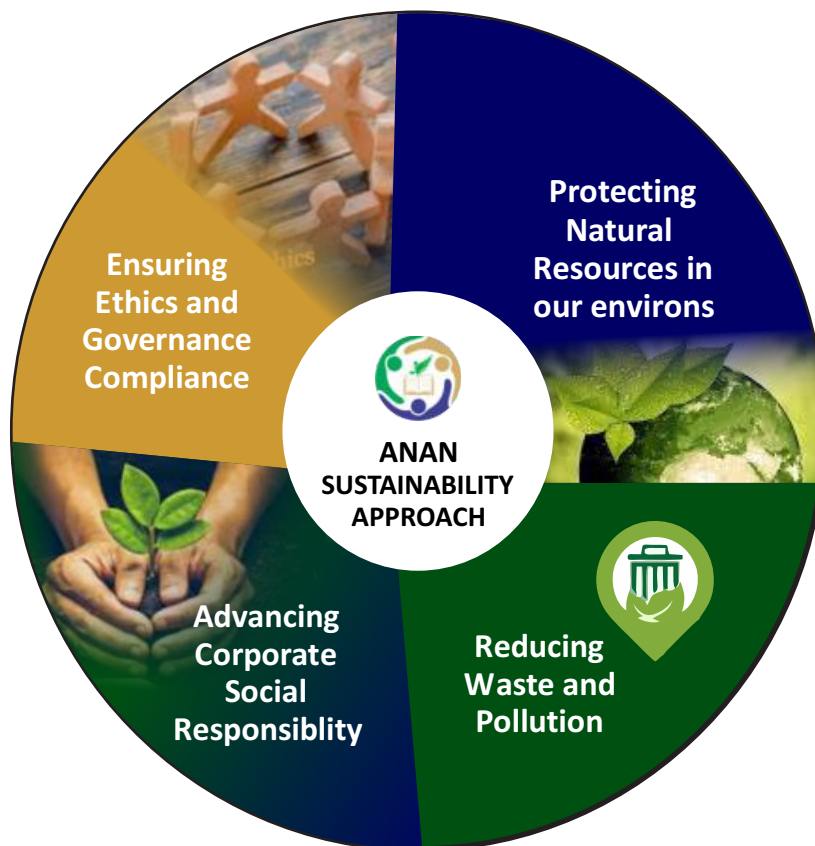 Protecting
Natural
Resources in
our environs
Ensuring
Ethics and
Governance
Compliance
ANAN
SUSTAINABILITY
APPROACH
Advancing
Corporate
Social
Responsiblity
Reducing
Waste and
Pollution